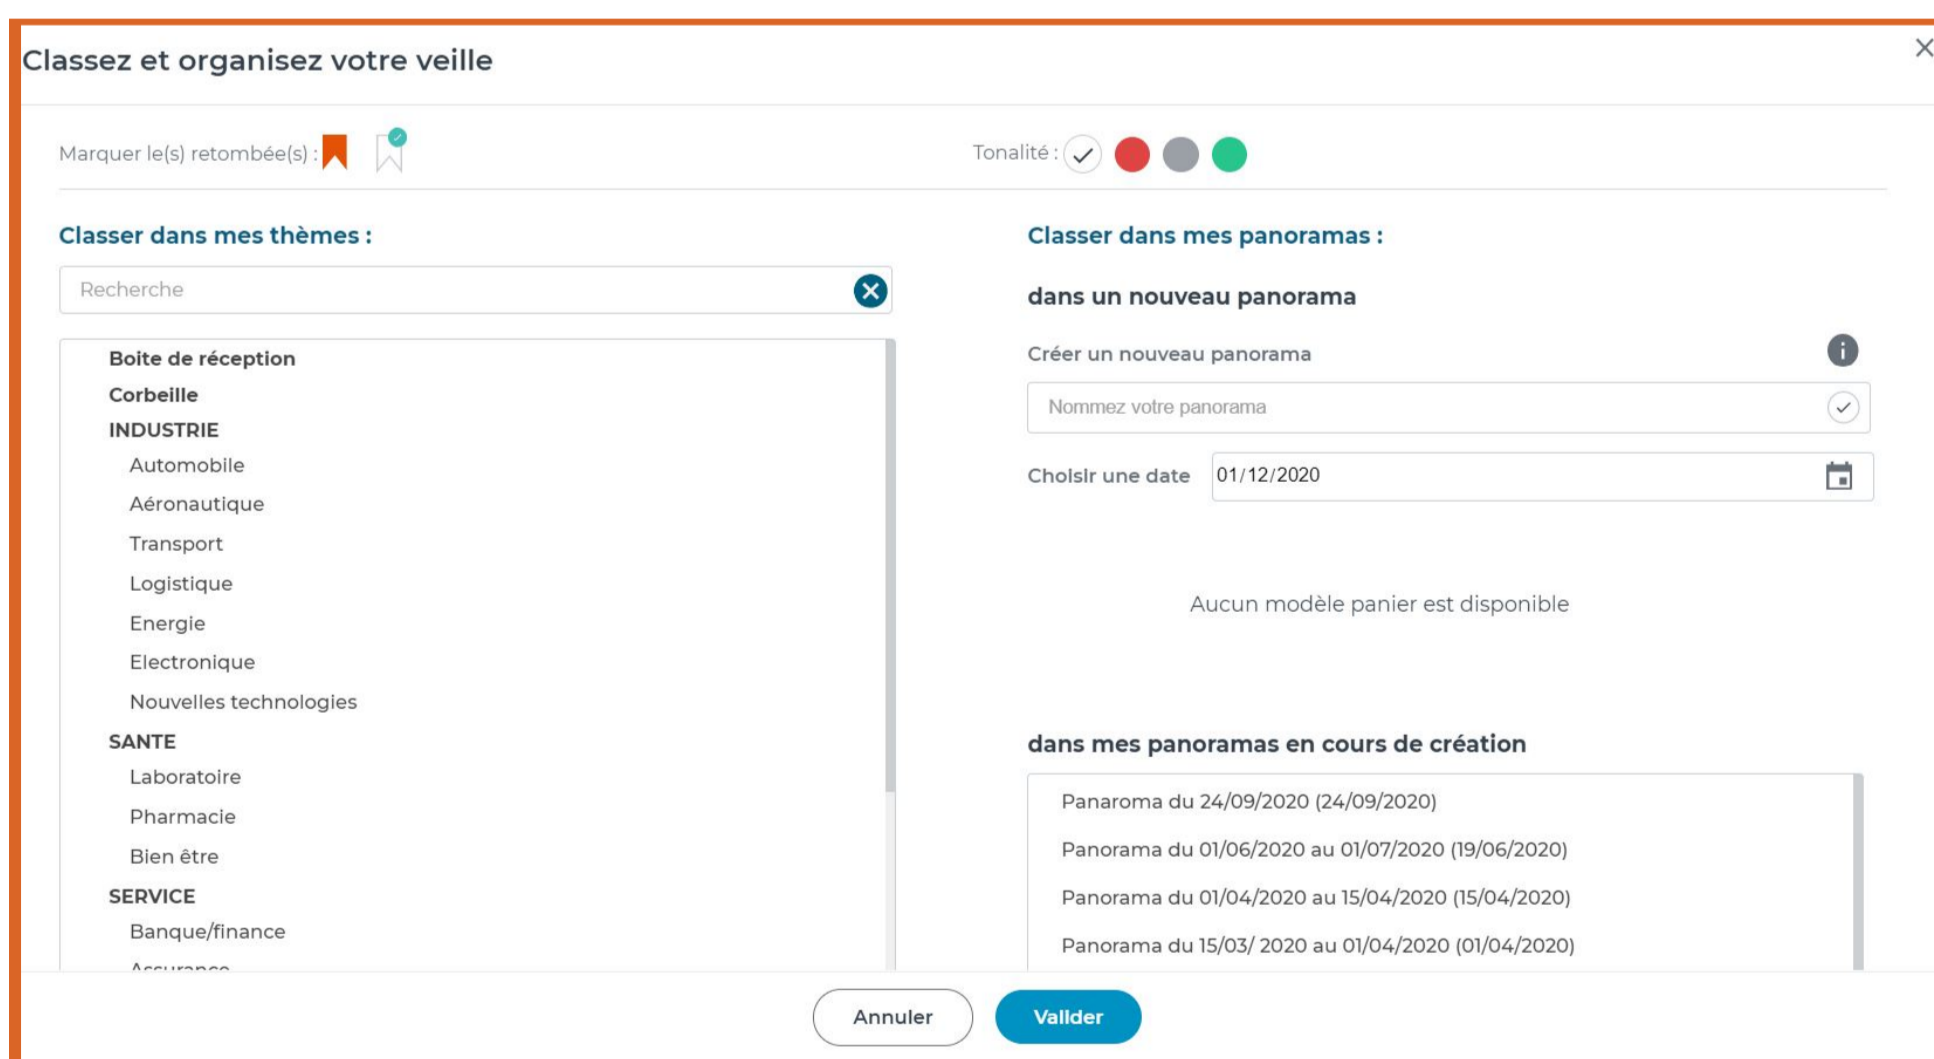 Classez et organisez votre veille
Marquer le(s) retombée(s) :
Tonalité :
Classer dans mes thèmes :
Recherche
Boite de réception
Corbeille
INDUSTRIE
Automobile
Aéronautique
Transport
Logistique
Energie
Electronique
Nouvelles technologies
SANTE
Laboratoire
Pharmacie
Bien être
SERVICE
Banque/finance
Assurance
Classer dans mes panoramas :
dans un nouveau panorama
Créer un nouveau panorama
Nommez votre panorama
Choisir une date 01/12/2020
Aucun modèle panier est disponible
dans mes panoramas en cours de création
Panaroma du 24/09/2020 (24/09/2020)
Panorama du 01/06/2020 au 01/07/2020 (19/06/2020)
Panorama du 01/04/2020 au 15/04/2020 (15/04/2020)
Panorama du 15/03/ 2020 au 01/04/2020 (01/04/2020)
Annuler
Valider